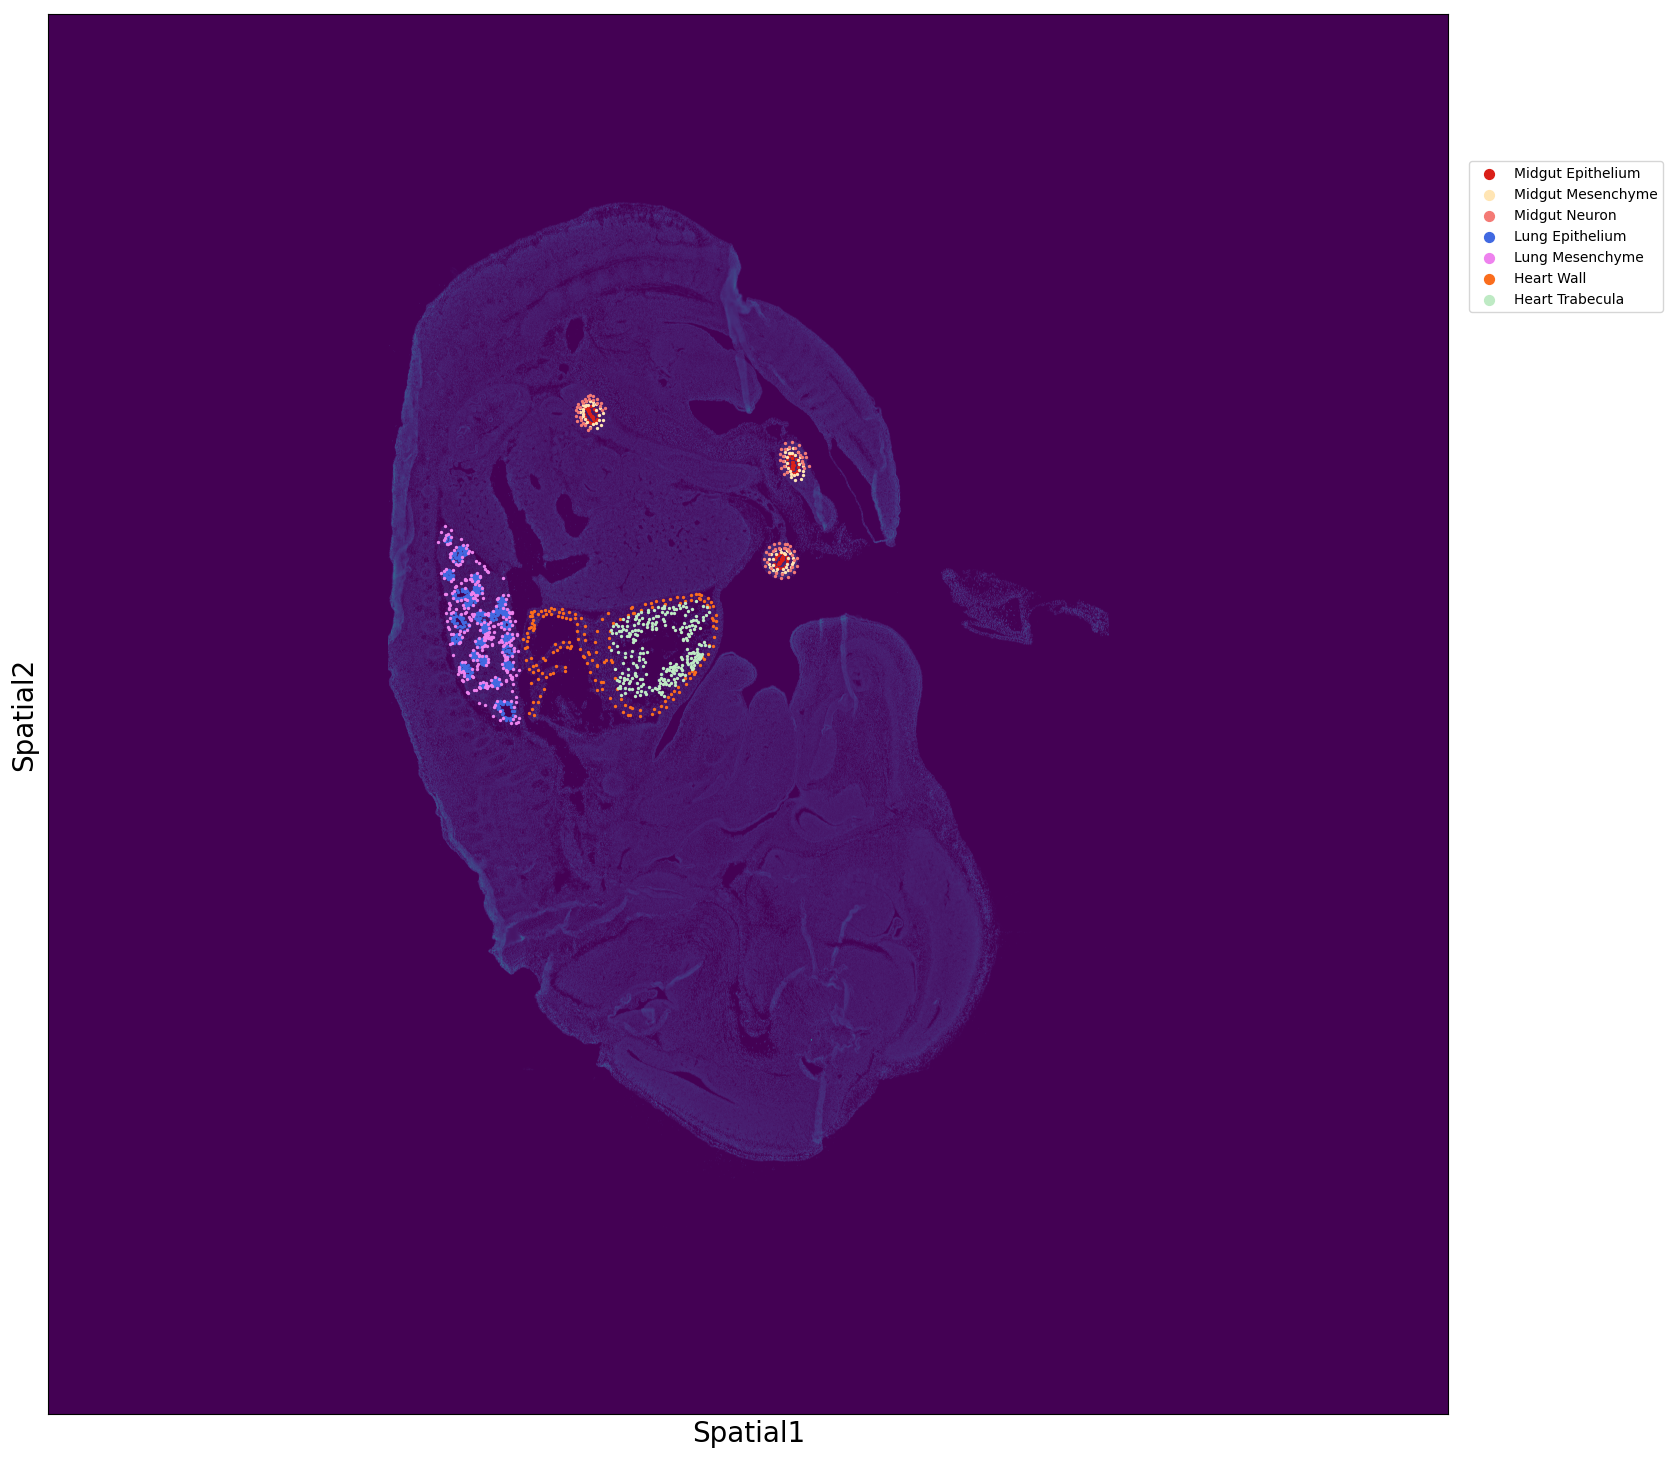 Midgut Epithelium
Midgut Mesenchyme
Midgut Neuron
Lung Epithelium
Lung Mesenchyme
Heart Wall
Heart Trabecula
Spatial2
Spatial1